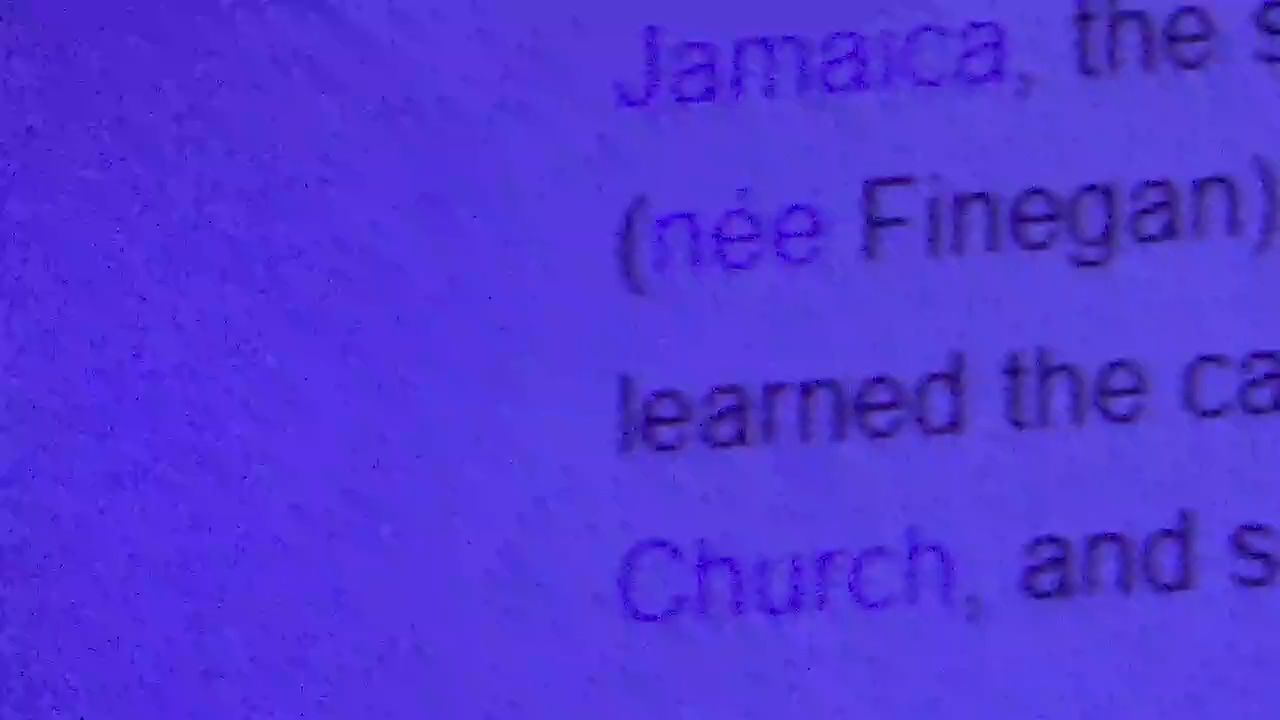 Jamaica, the
(née Finegan)
learned the
Church, and